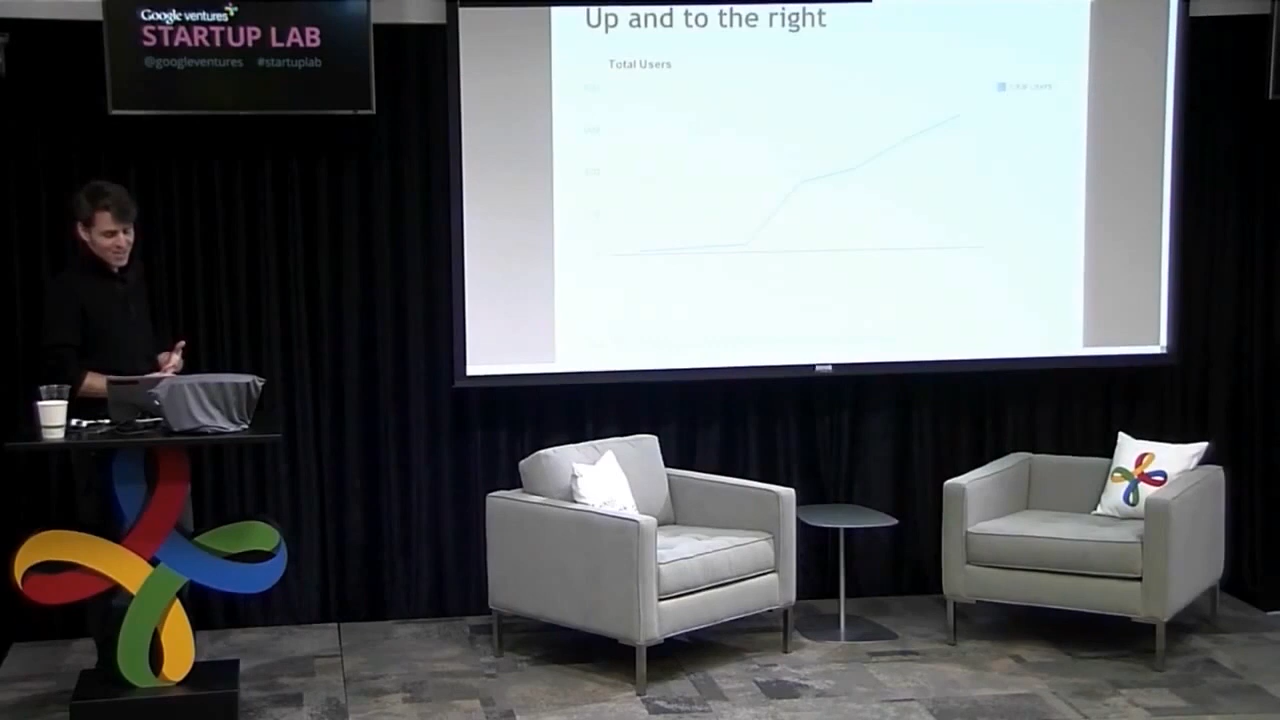 Google ventures
STARTUP LAB
@googleventures #startuplab
Up and to the right
Total Users